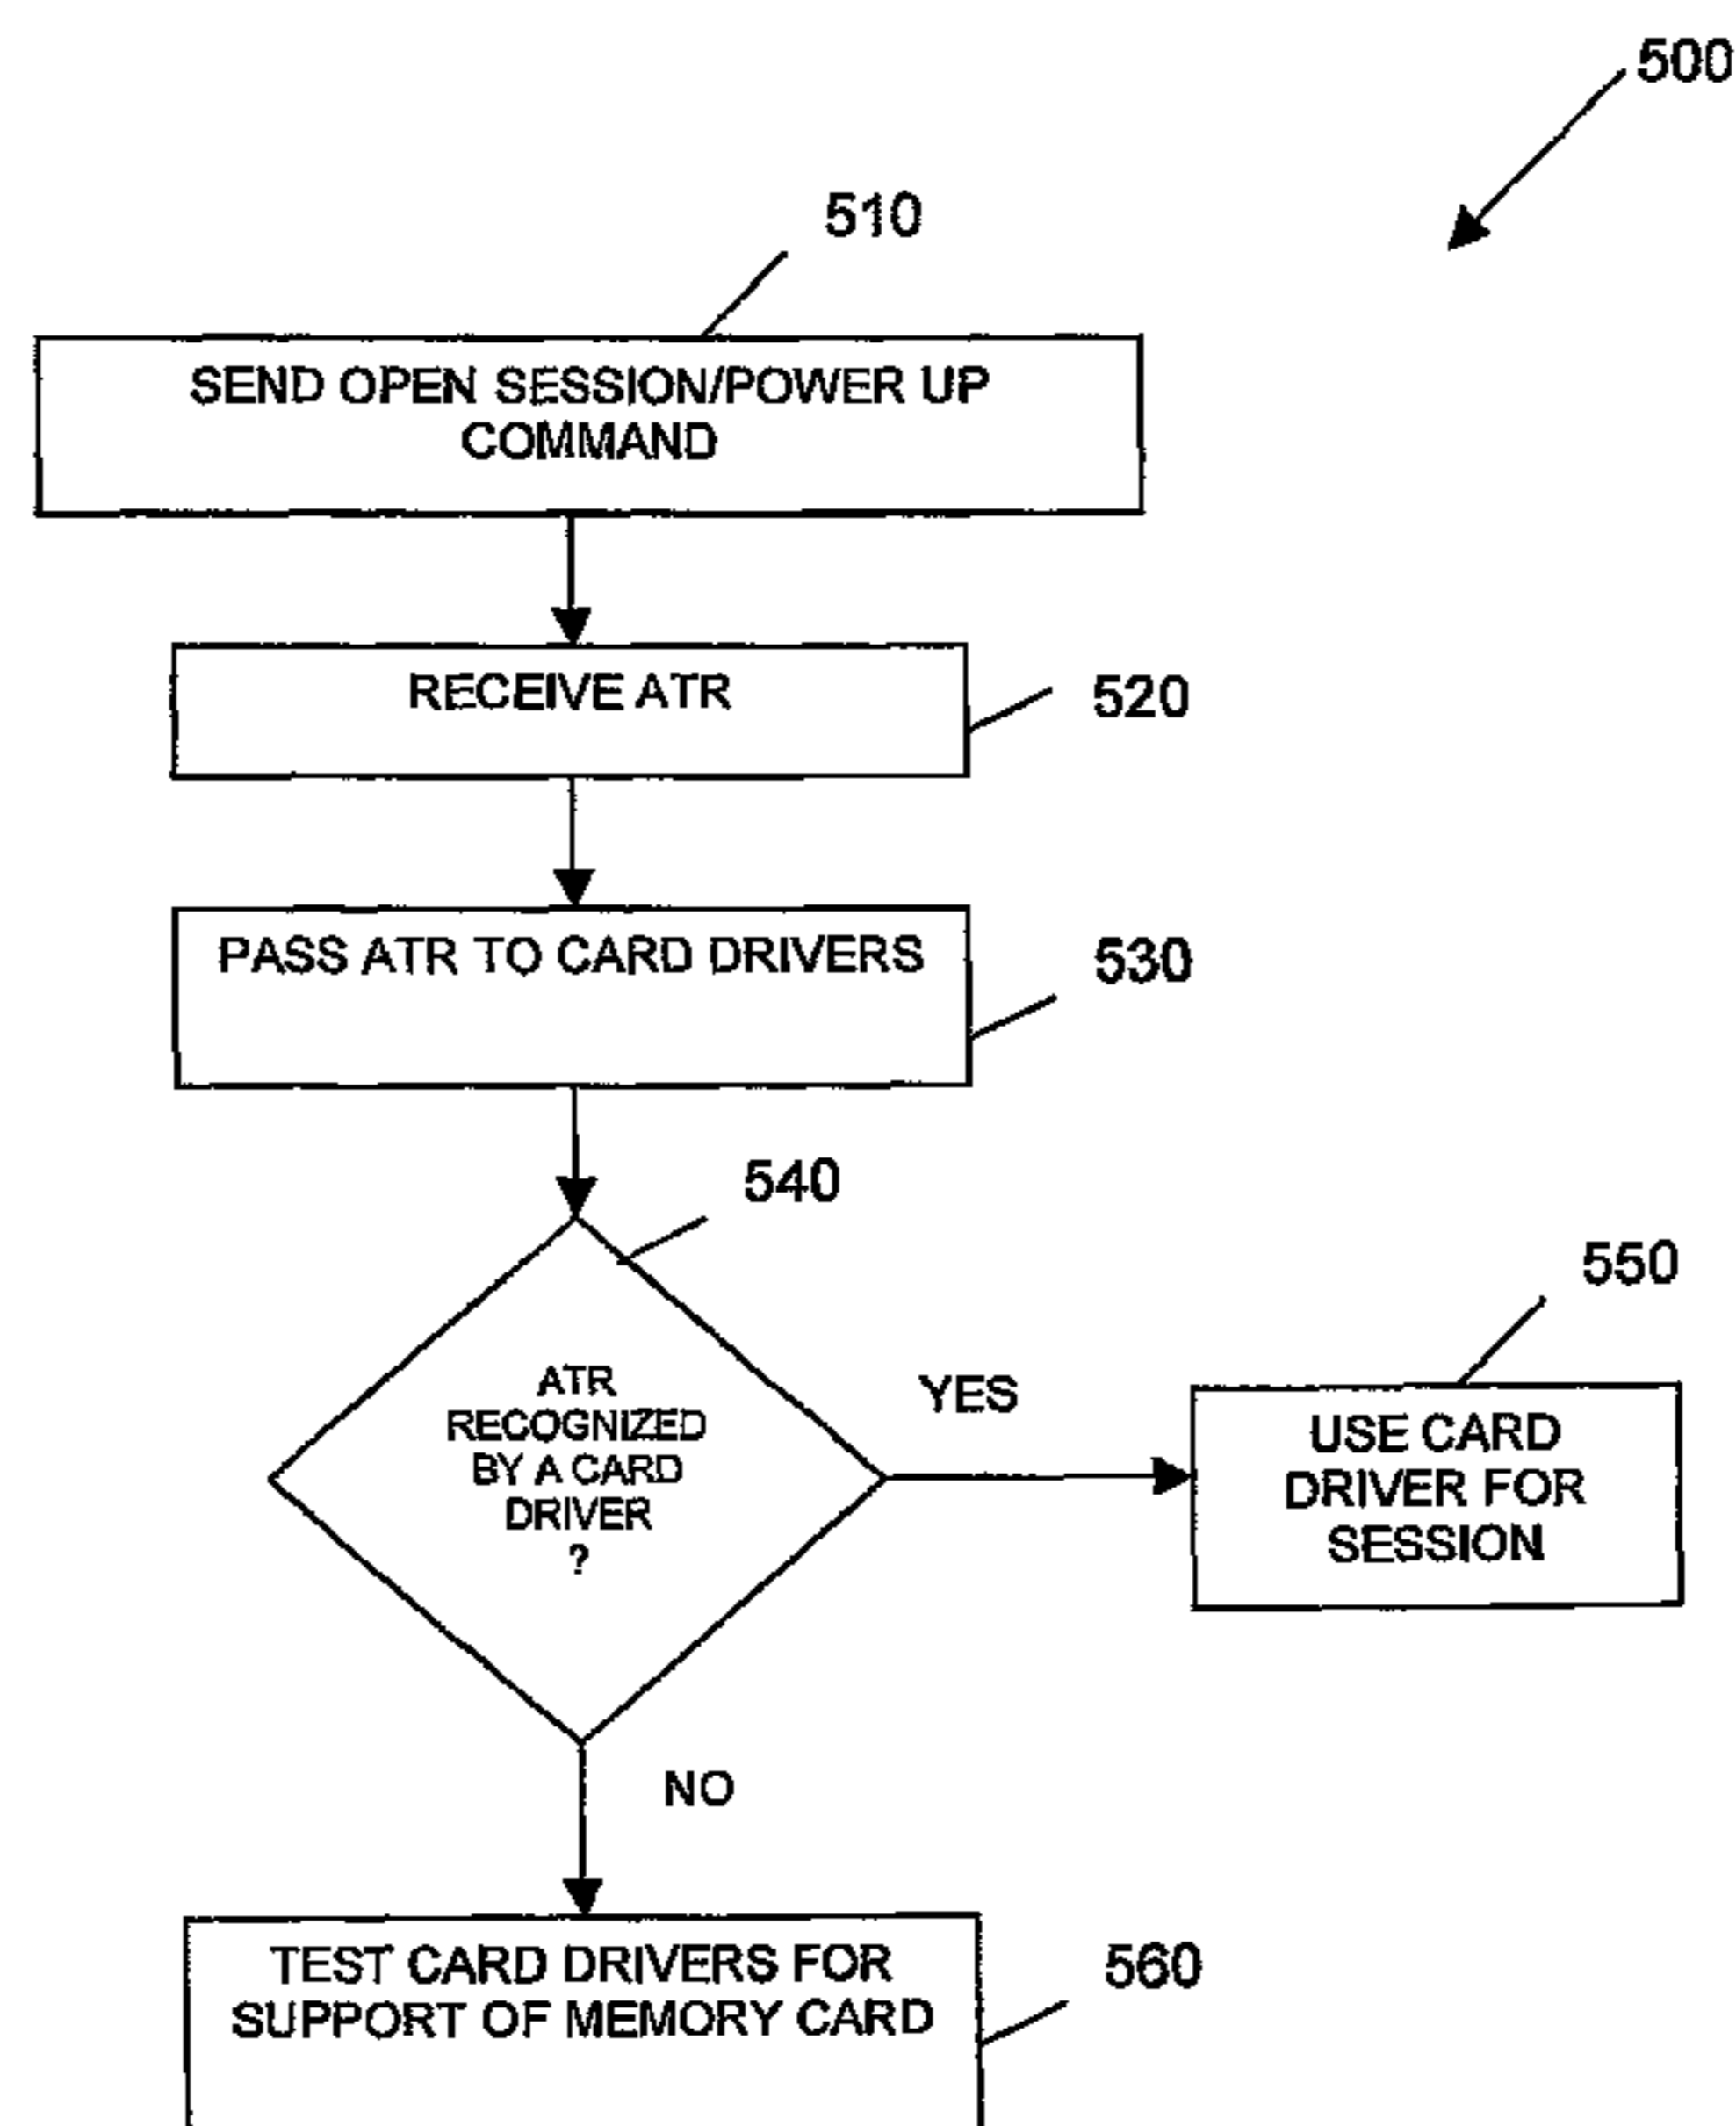 500
510
SEND OPEN SESSION/POWER UP
COMMAND
RECEIVE ATR
520
PASS ATR TO CARD DRIVERS
530
540
ATR
RECOGNIZED
BY A CARD
DRIVER
?
YES
550
USE CARD
DRIVER FOR
SESSION
NO
TEST CARD DRIVERS FOR
SUPPORT OF MEMORY CARD
560